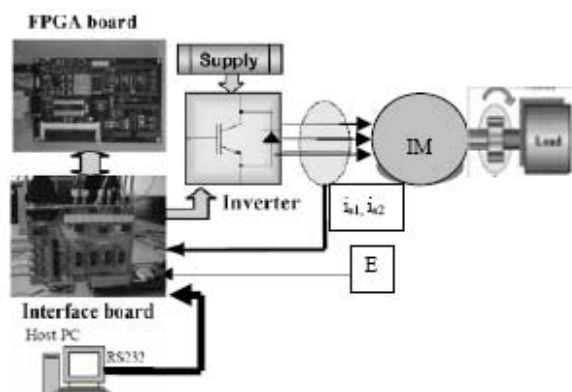 FPGA board
Supply
IM
Load
Inverter
is1, is2
E
Interface board
Host PC
RS232